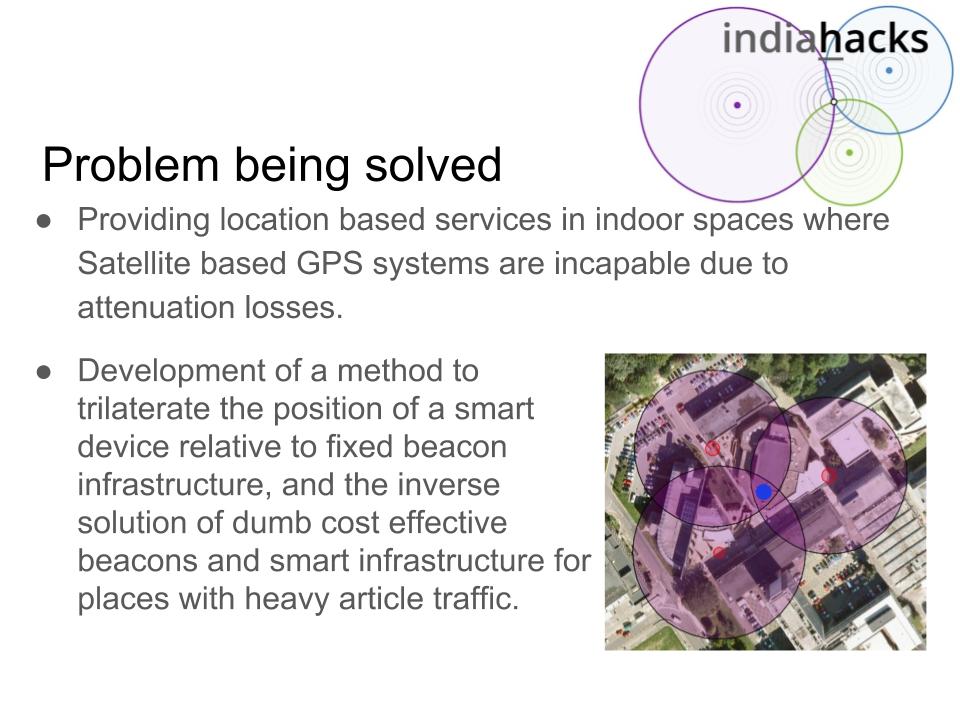 indiahacks
Problem being solved
● Providing location based services in indoor spaces where
Satellite based GPS systems are incapable due to
attenuation losses.
● Development of a method to
trilaterate the position of a smart
device relative to fixed beacon
infrastructure, and the inverse
solution of dumb cost effective
beacons and smart infrastructure for
places with heavy article traffic.